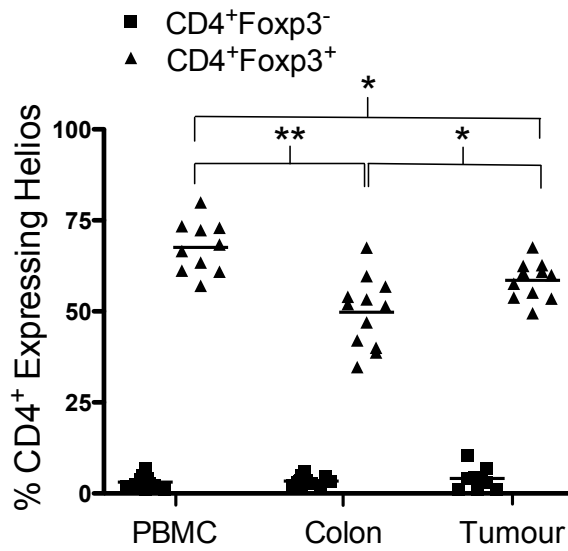 ■ CD4⁺Foxp3⁻
▲ CD4⁺Foxp3⁺
*
** *
100
75
50
25
0
% CD4⁺ Expressing Helios
PBMC Colon Tumour